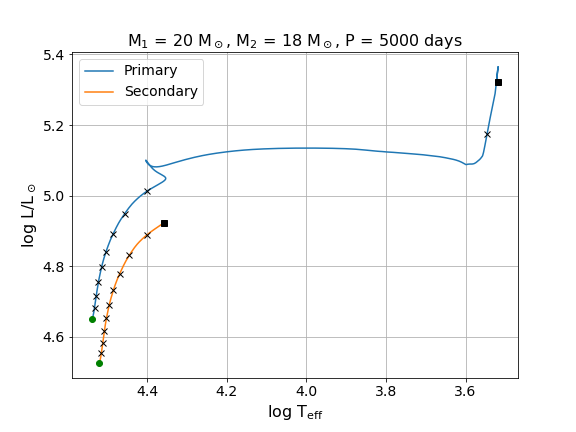 M₁ = 20 M⊙, M₂ = 18 M⊙, P = 5000 days
Primary
Secondary
log L/L⊙
5.4
5.2
5.0
4.8
4.6
4.4 4.2 4.0 3.8 3.6
log T_eff